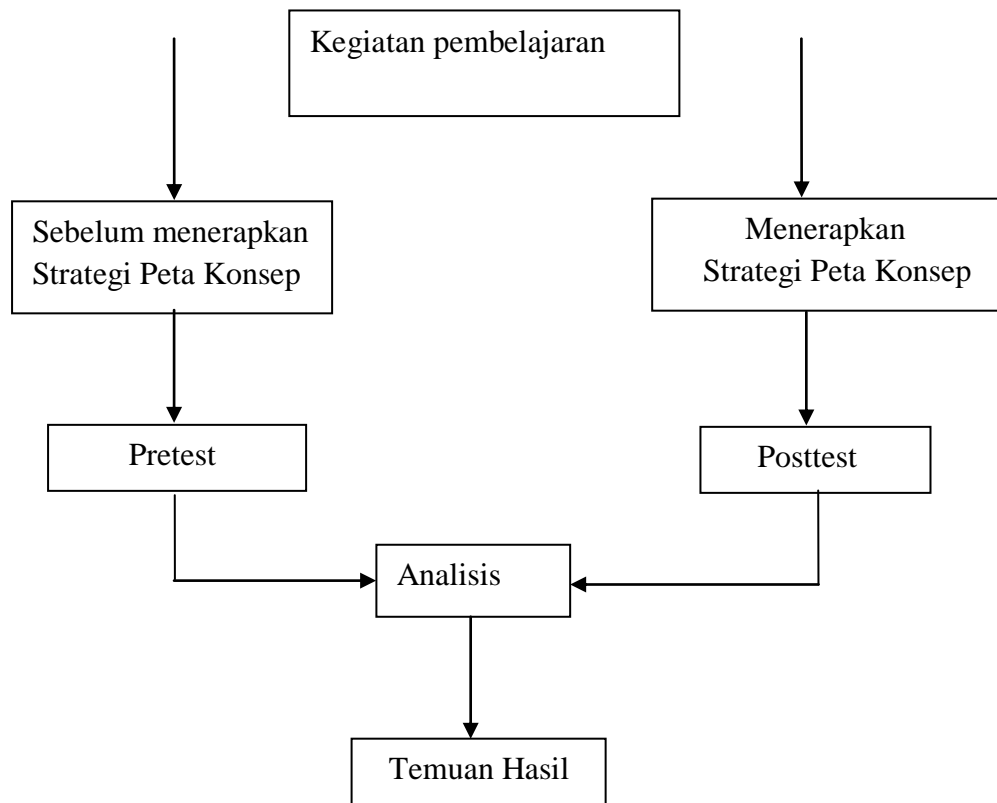 Kegiatan pembelajaran
Sebelum menerapkan
Strategi Peta Konsep
Menerapkan
Strategi Peta Konsep
Pretest
Posttest
Analisis
Temuan Hasil